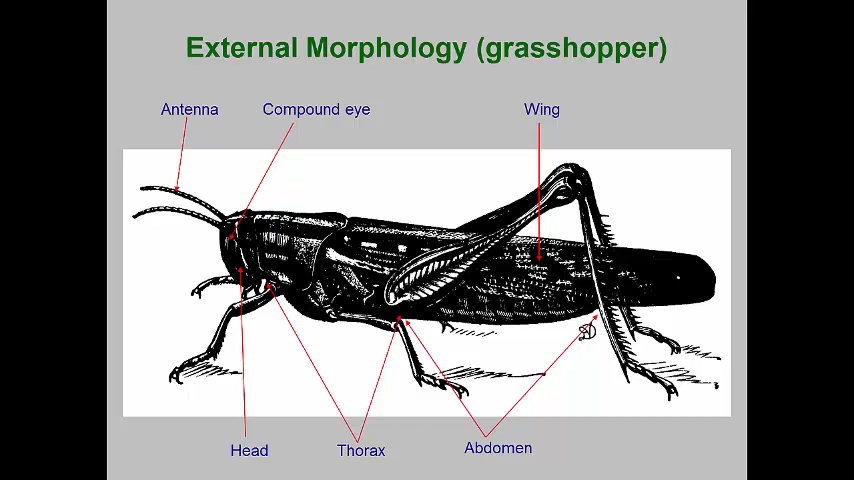 External Morphology (grasshopper)
Antenna
Compound eye
Wing
Head
Thorax
Abdomen